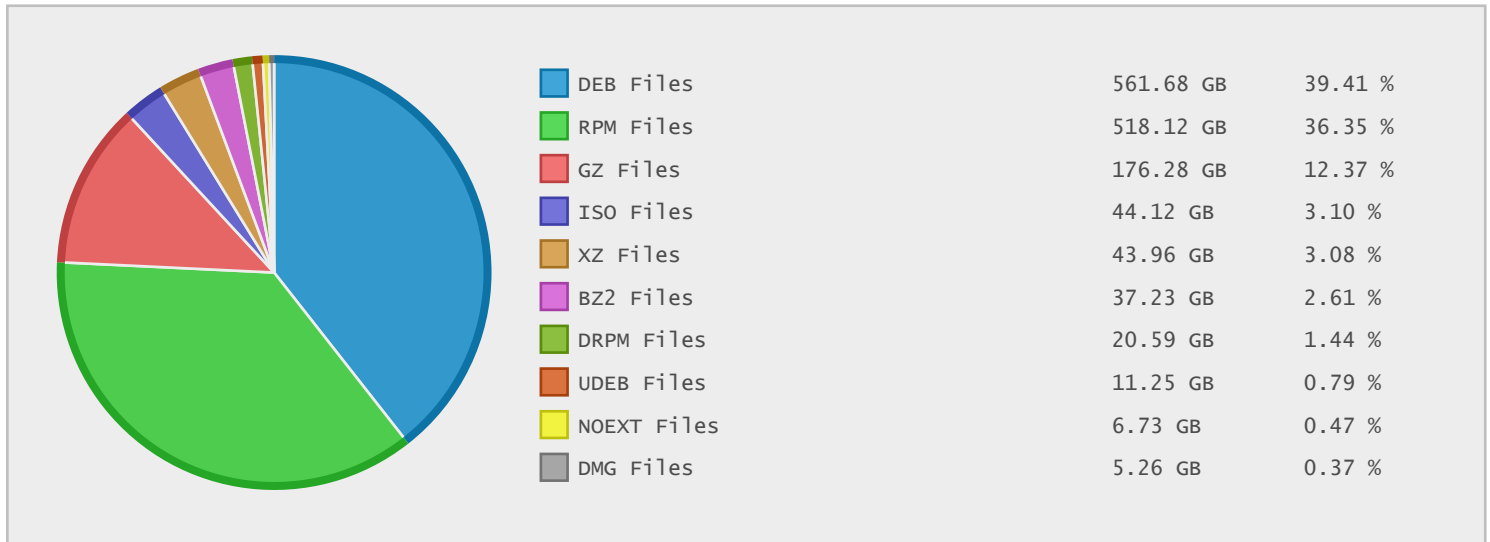 DEB Files 561.68 GB 39.41 %
RPM Files 518.12 GB 36.35 %
GZ Files 176.28 GB 12.37 %
ISO Files 44.12 GB 3.10 %
XZ Files 43.96 GB 3.08 %
BZ2 Files 37.23 GB 2.61 %
DRPM Files 20.59 GB 1.44 %
UDEB Files 11.25 GB 0.79 %
NOEXT Files 6.73 GB 0.47 %
DMG Files 5.26 GB 0.37 %